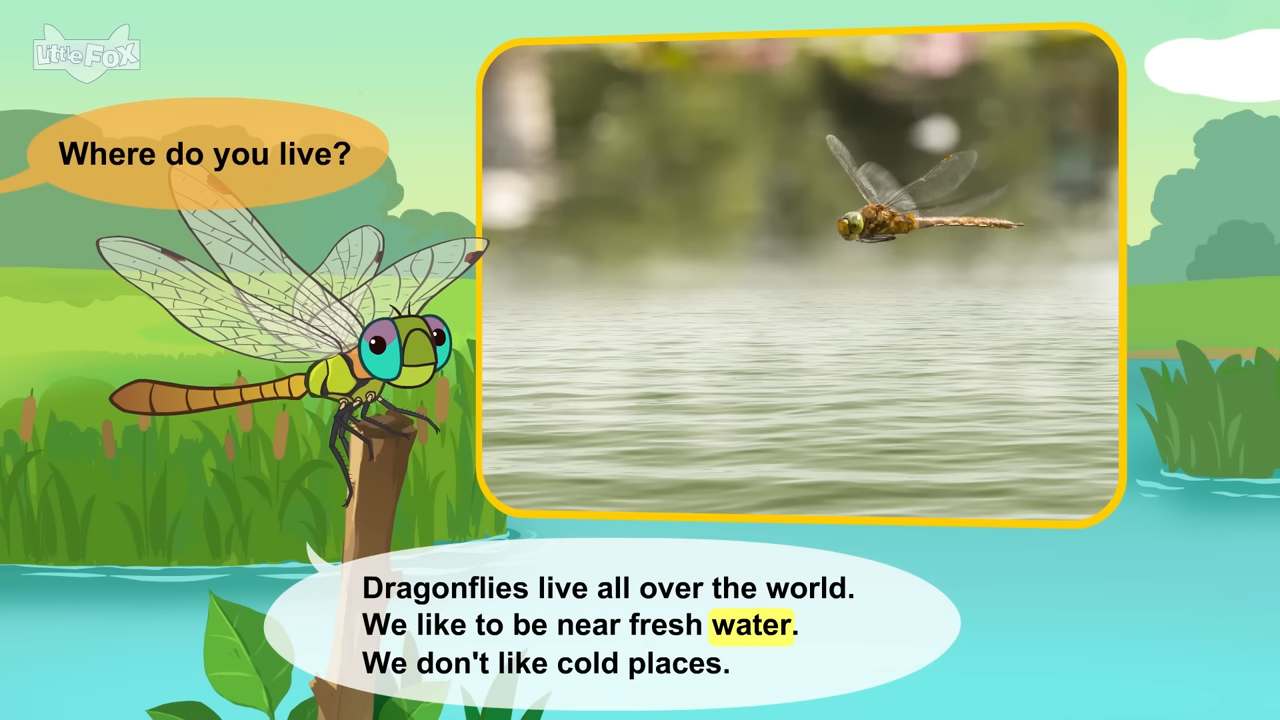 Little Fox
Where do you live?
Dragonflies live all over the world.
We like to be near fresh water.
We don't like cold places.